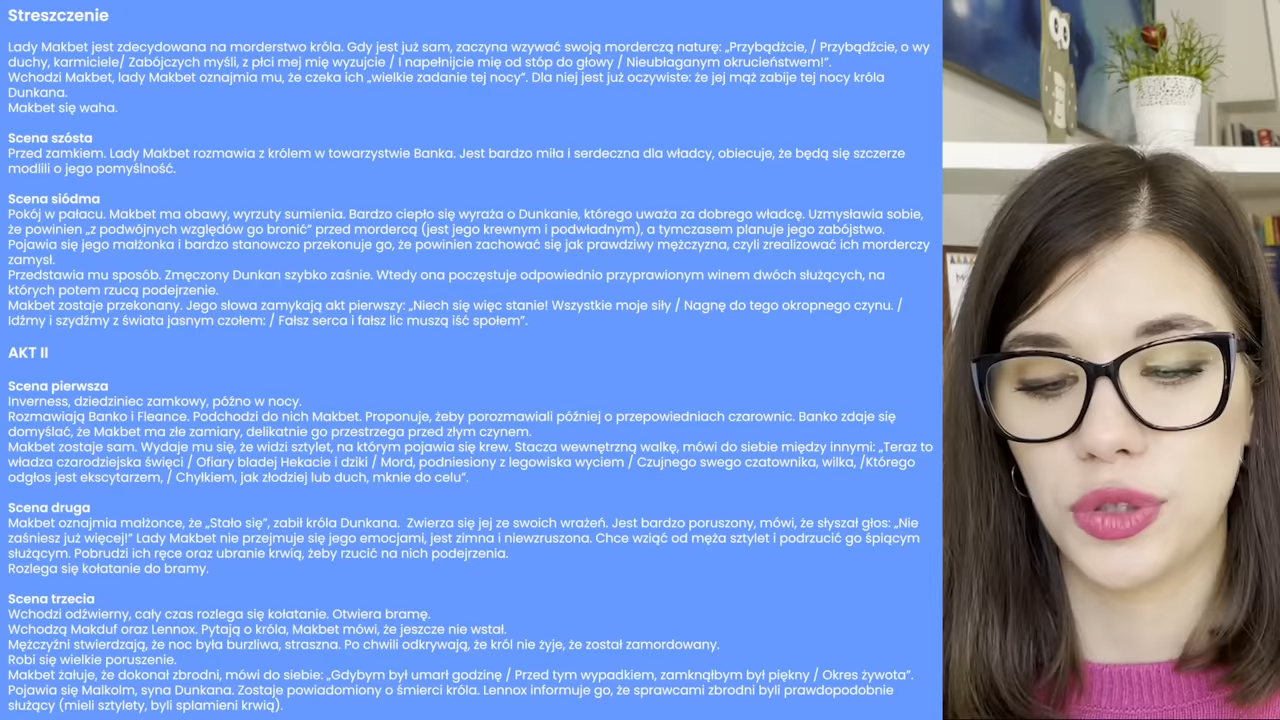 Streszczenie
Lady Makbet jest zdecydowana na morderstwo króla. Gdy jest już sam, zaczyna wzywać swoją morderczą naturę: „Przybądżcie, / Przybądźcie, o wy
duchy, karmiciele/ Zabójczych myśli, z płci mej mię wyzujcie / I napełnijcie mię od stóp do głowy / Nieubłaganym okrucieństwem!”.
Wchodzi Makbet, lady Makbet oznajmia mu, że czeka ich „wielkie zadanie tej nocy”. Dla niej jest już oczywiste: że jej mąż zabije tej nocy króla
Dunkana.
Makbet się waha.
Scena szósta
Przed zamkiem. Lady Makbet rozmawia z królem w towarzystwie Banka. Jest bardzo miła i serdeczna dla władcy, obiecuje, że będą się szczerze
modlili o jego pomyślność.
Scena siódma
Pokój w pałacu. Makbet ma obawy, wyrzuty sumienia. Bardzo ciepło się wyraża o Dunkanie, którego uważa za dobrego władcę. Uzmysławia sobie,
że powinien „z podwójnych względów go bronić” przed mordercą (jest jego krewnym i podwładnym), a tymczasem planuje jego zabójstwo.
Pojawia się jego małżonka i bardzo stanowczo przekonuje go, że powinien zachować się jak prawdziwy mężczyzna, czyli zrealizować ich morderczy
zamysł.
Przedstawia mu sposób. Zmęczony Dunkan szybko zaśnie. Wtedy ona poczęstuje odpowiednio przyprawionym winem dwóch służących, na
których potem rzucą podejrzenie.
Makbet zostaje przekonany. Jego słowa zamykają akt pierwszy: „Niech się więc stanie! Wszystkie moje siły / Nagnę do tego okropnego czynu. /
Idźmy i szydźmy z świata jasnym czołem: / Fałsz serca i fałsz lic muszą iść społem”.
AKT II
Scena pierwsza
Inverness, dziedziniec zamkowy, późno w nocy.
Rozmawiają Banko i Fleance. Podchodzi do nich Makbet. Proponuje, żeby porozmawiali później o przepowiedniach czarownic. Banko zdaje się
domyślać, że Makbet ma złe zamiary, delikatnie go przestrzega przed złym czynem.
Makbet zostaje sam. Wydaje mu się, że widzi sztylet, na którym pojawia się krew. Stacza wewnętrzną walkę, mówi do siebie między innymi: „Teraz to
władza czarodziejska święci / Ofiary bladej Hekacie i dziki / Mord, podniesiony z legowiska wyciem / Czujnego swego czatownika, wilka, /Którego
odgłos jest ekscytarzem, / Chyłkiem, jak złodziej lub duch, mknie do celu”.
Scena druga
Makbet oznajmia małżonce, że „Stało się”, zabił króla Dunkana.  Zwierza się jej ze swoich wrażeń. Jest bardzo poruszony, mówi, że słyszał głos: „Nie
zaśniesz już więcej!” Lady Makbet nie przejmuje się jego emocjami, jest zimna i niewzruszona. Chce wziąć od męża sztylet i podrzucić go śpiącym
służącym. Pobrudzi ich ręce oraz ubranie krwią, żeby rzucić na nich podejrzenia.
Rozlega się kołatanie do bramy.
Scena trzecia
Wchodzi odźwierny, cały czas rozlega się kołatanie. Otwiera bramę.
Wchodzą Makduf oraz Lennox. Pytają o króla, Makbet mówi, że jeszcze nie wstał.
Mężczyźni stwierdzają, że noc była burzliwa, straszna. Po chwili odkrywają, że król nie żyje, że został zamordowany.
Robi się wielkie poruszenie.
Makbet żałuje, że dokonał zbrodni, mówi do siebie: „Gdybym był umarł godzinę / Przed tym wypadkiem, zamknąłbym był piękny / Okres żywota”.
Pojawia się Malkolm, syna Dunkana. Zostaje powiadomiony o śmierci króla. Lennox informuje go, że sprawcami zbrodni byli prawdopodobnie
służący (mieli sztylety, byli splamieni krwią).